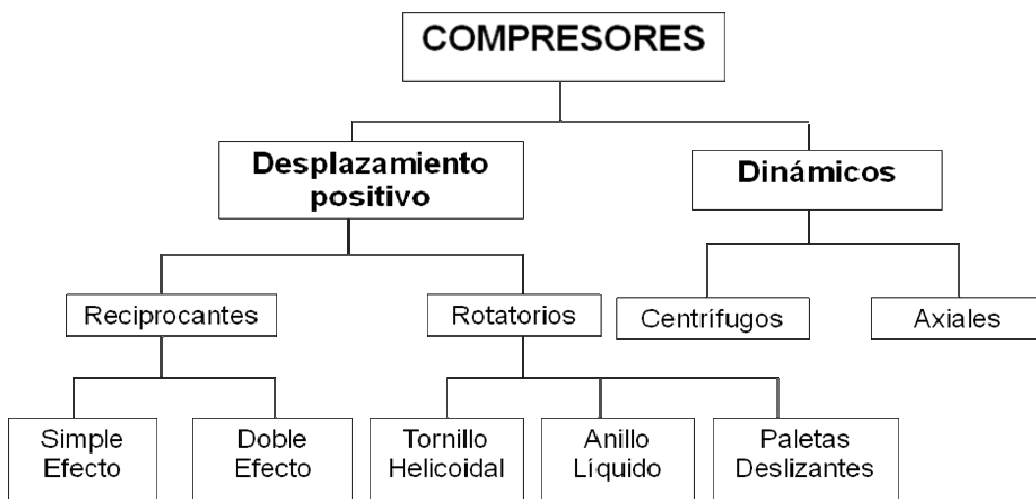 COMPRESORES
Desplazamiento
positivo
Dinámicos
Reciprocantes
Rotatorios
Centrífugos
Axiales
Simple
Efecto
Doble
Efecto
Tornillo
Helicoidal
Anillo
Líquido
Paletas
Deslizantes